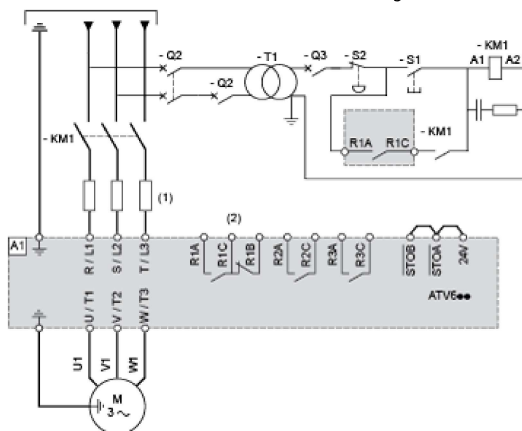 - Q2
- T1
- Q3
- S2
- S1
- KM1
A1
A2
- Q2
- KM1
R1A
R1C
- KM1
(1)
(2)
A1
R / L1
S / L2
T / L3
R1A
R1C
R1B
R2A
R2C
R3A
R3C
STOB
STOA
24V
U / T1
V / T2
W / T3
ATV6●●
U1
V1
W1
M
3 ~